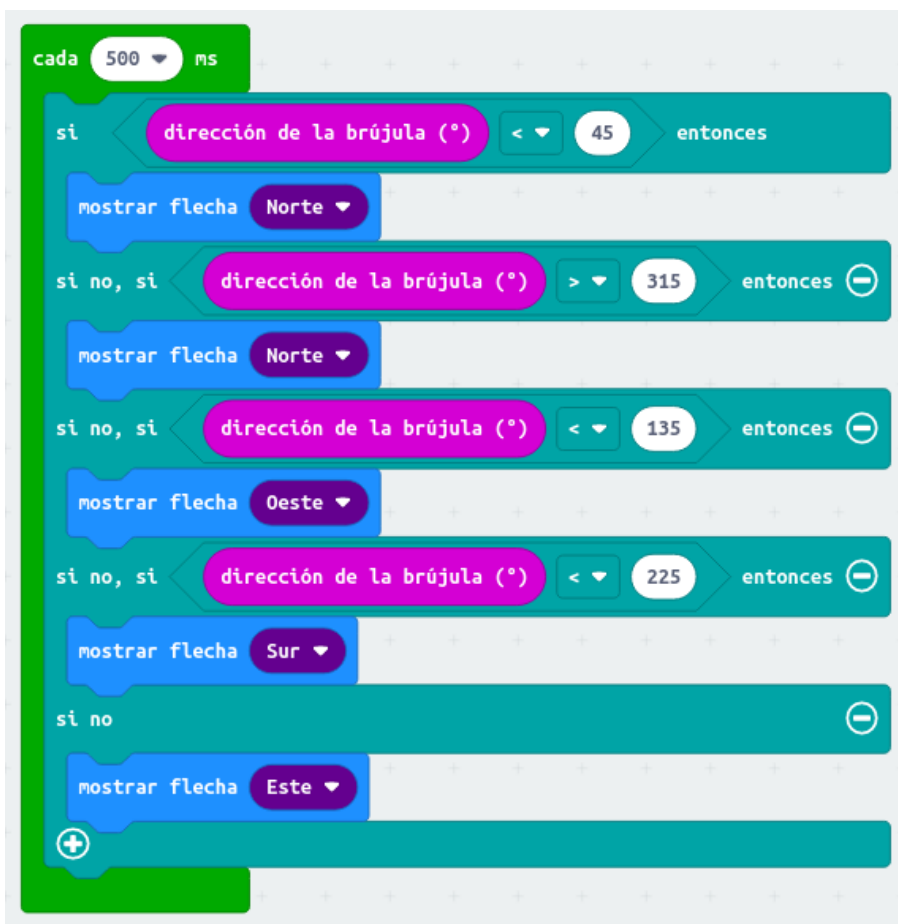 cada 500 ms
si dirección de la brújula (°) < 45 entonces
mostrar flecha Norte
si no, si dirección de la brújula (°) > 315 entonces
mostrar flecha Norte
si no, si dirección de la brújula (°) < 135 entonces
mostrar flecha Oeste
si no, si dirección de la brújula (°) < 225 entonces
mostrar flecha Sur
si no
mostrar flecha Este